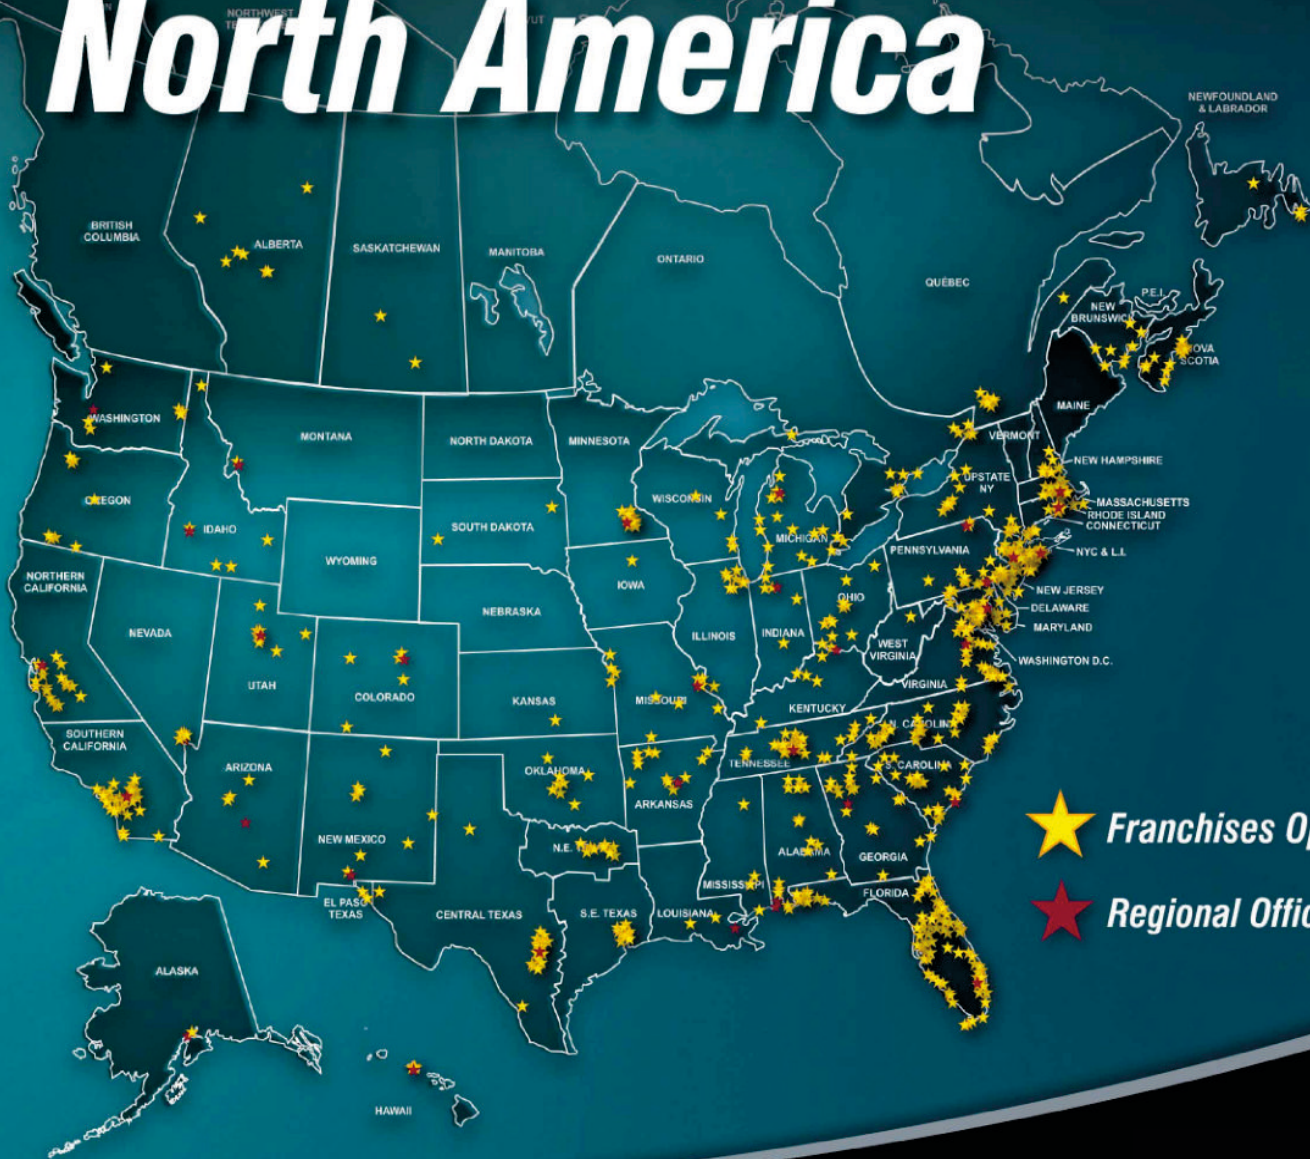 NORTHWEST
North America
NEWFOUNDLAND
& LABRADOR
BRITISH
COLUMBIA
ALBERTA
SASKATCHEWAN
MANITOBA
ONTARIO
QUÉBEC
P.E.I.
NEW
BRUNSWICK
NOVA
SCOTIA
MAINE
WASHINGTON
MONTANA
NORTH DAKOTA
MINNESOTA
VERMONT
NEW HAMPSHIRE
UPSTATE
NY
MASSACHUSETTS
RHODE ISLAND
CONNECTICUT
OREGON
IDAHO
SOUTH DAKOTA
WISCONSIN
MICHIGAN
PENNSYLVANIA
NYC & L.I.
WYOMING
NORTHERN
CALIFORNIA
IOWA
OHIO
NEW JERSEY
DELAWARE
MARYLAND
NEVADA
NEBRASKA
ILLINOIS
INDIANA
WEST
VIRGINIA
WASHINGTON D.C.
UTAH
COLORADO
KANSAS
MISSOURI
KENTUCKY
VIRGINIA
SOUTHERN
CALIFORNIA
ARIZONA
OKLAHOMA
TENNESSEE
N. CAROLINA
S. CAROLINA
NEW MEXICO
ARKANSAS
N.E. TEXAS
ALABAMA
GEORGIA
MISSISSIPPI
FLORIDA
EL PASO
TEXAS
CENTRAL TEXAS
S.E. TEXAS
LOUISIANA
ALASKA
HAWAII
Franchises Op
Regional Offic